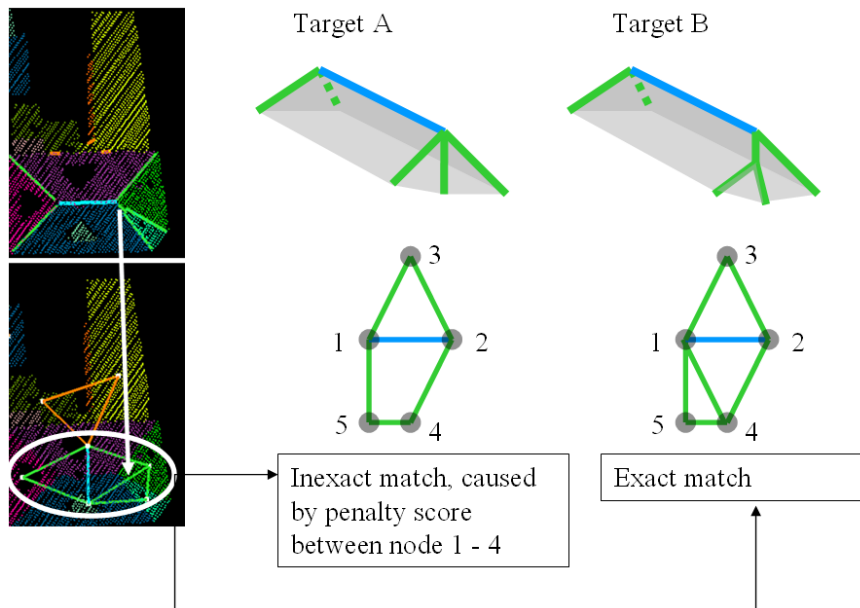 Target A
Target B
3
3
1
2
1
2
5
4
5
4
Inexact match, caused
by penalty score
between node 1 - 4
Exact match